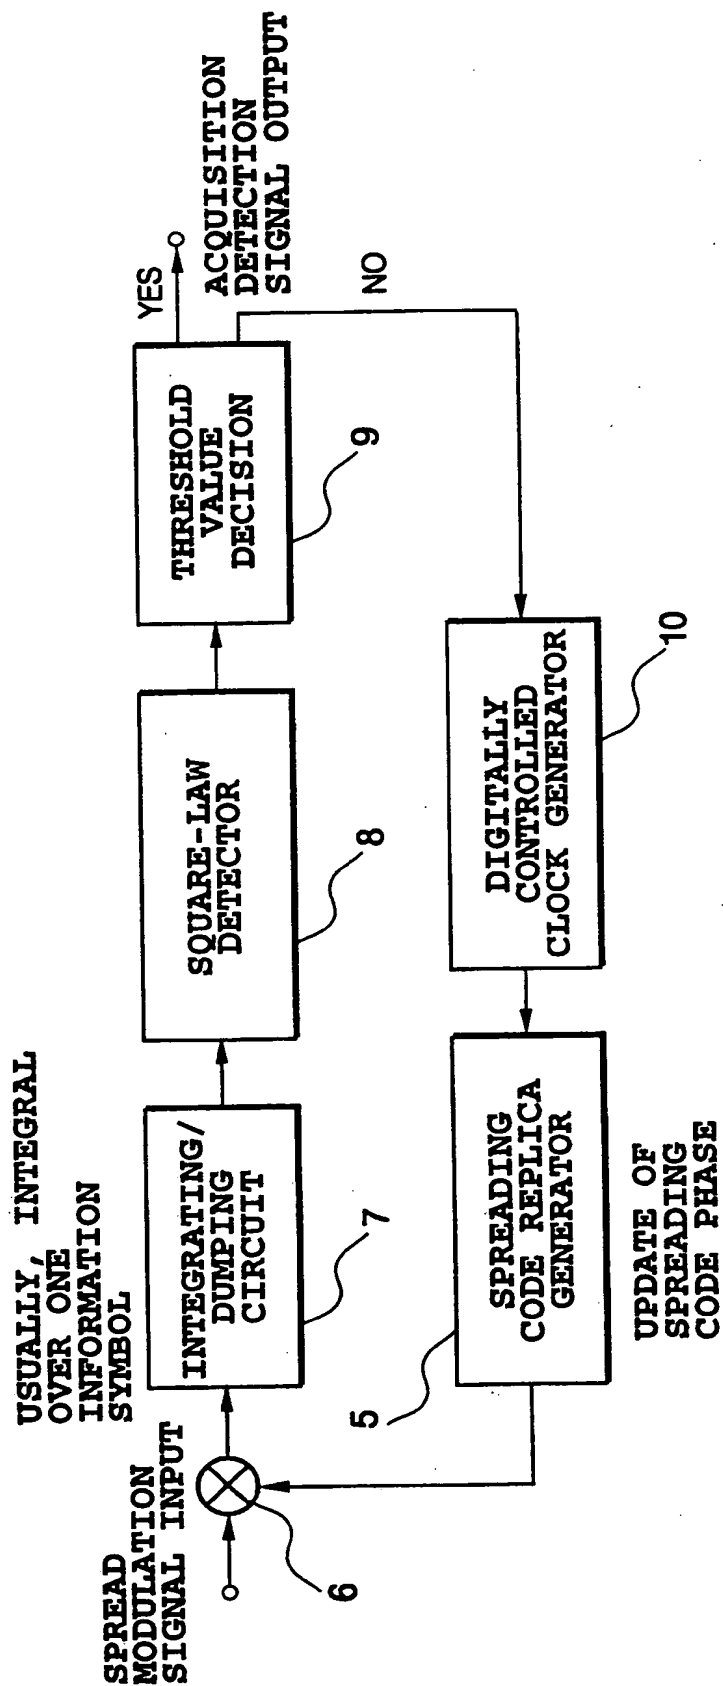 USUALLY, INTEGRAL
OVER ONE
INFORMATION
SYMBOL
SPREAD
MODULATION
SIGNAL INPUT
6
INTEGRATING/
DUMPING
CIRCUIT
7
SQUARE-LAW
DETECTOR
8
THRESHOLD
VALUE
DECISION
9
YES
ACQUISITION
DETECTION
SIGNAL OUTPUT
NO
DIGITALLY
CONTROLLED
CLOCK GENERATOR
10
SPREADING
CODE REPLICA
GENERATOR
5
UPDATE OF
SPREADING
CODE PHASE